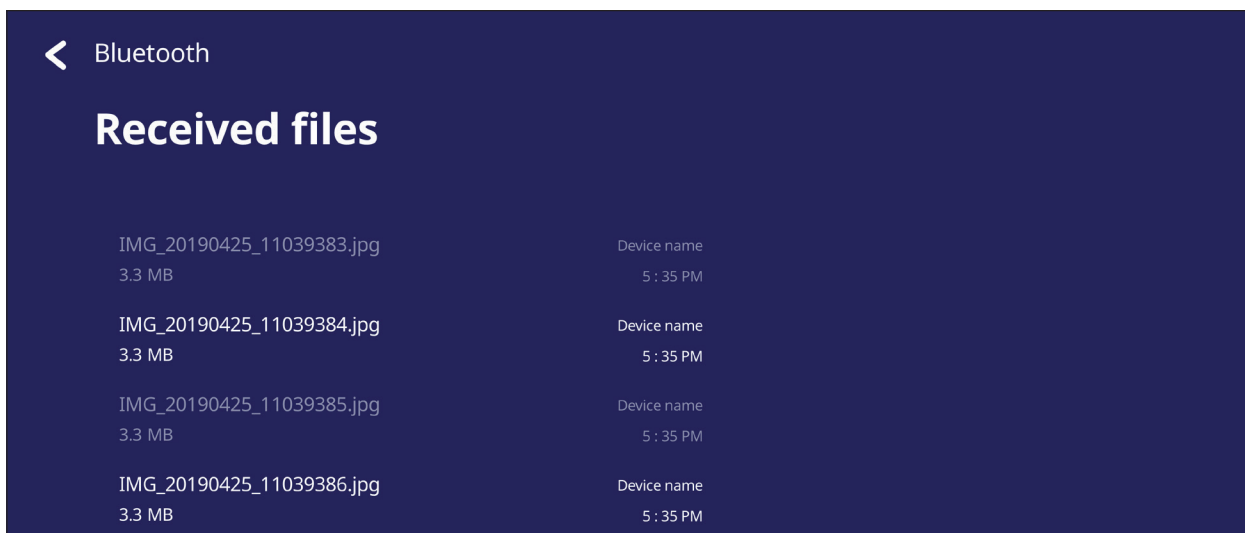 Bluetooth
Received files
IMG_20190425_11039383.jpg Device name
3.3 MB 5 : 35 PM
IMG_20190425_11039384.jpg Device name
3.3 MB 5 : 35 PM
IMG_20190425_11039385.jpg Device name
3.3 MB 5 : 35 PM
IMG_20190425_11039386.jpg Device name
3.3 MB 5 : 35 PM